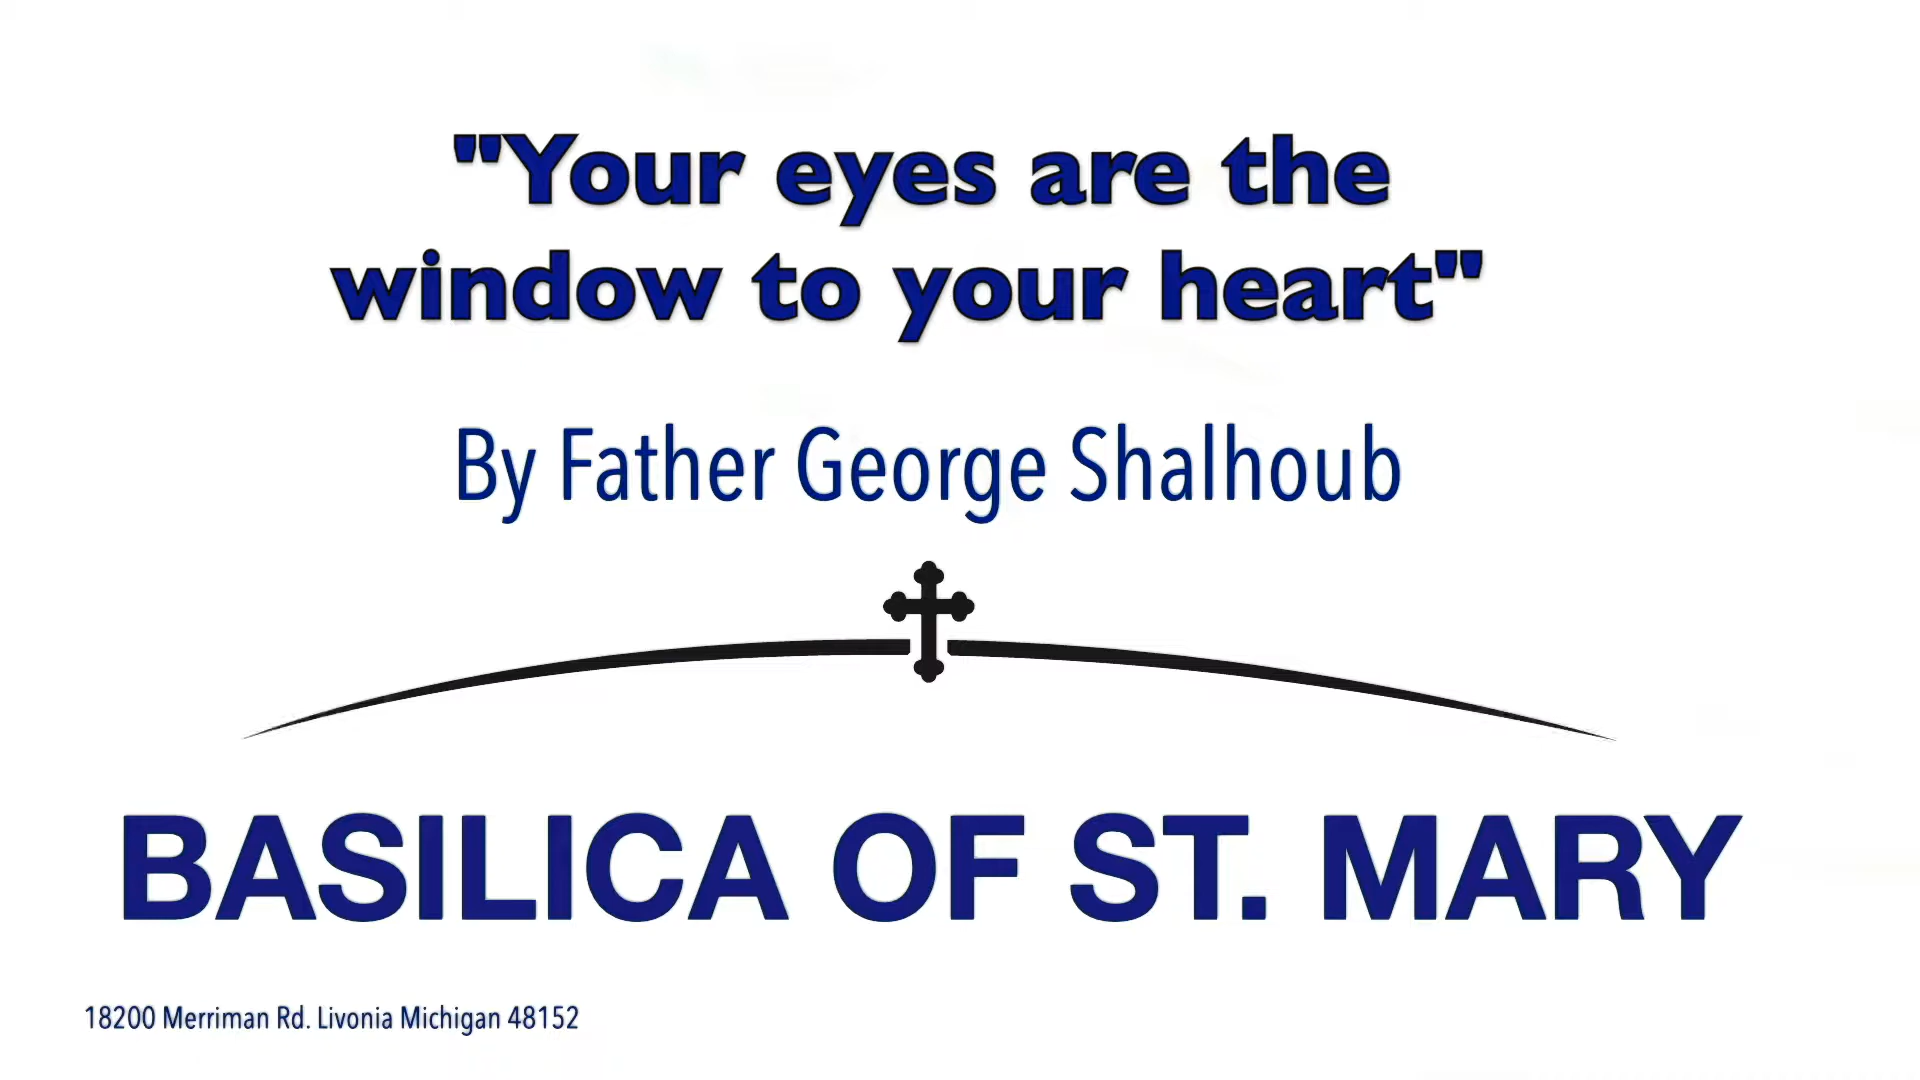 "Your eyes are the
window to your heart"
By Father George Shalhoub
BASILICA OF ST. MARY
18200 Merriman Rd. Livonia Michigan 48152